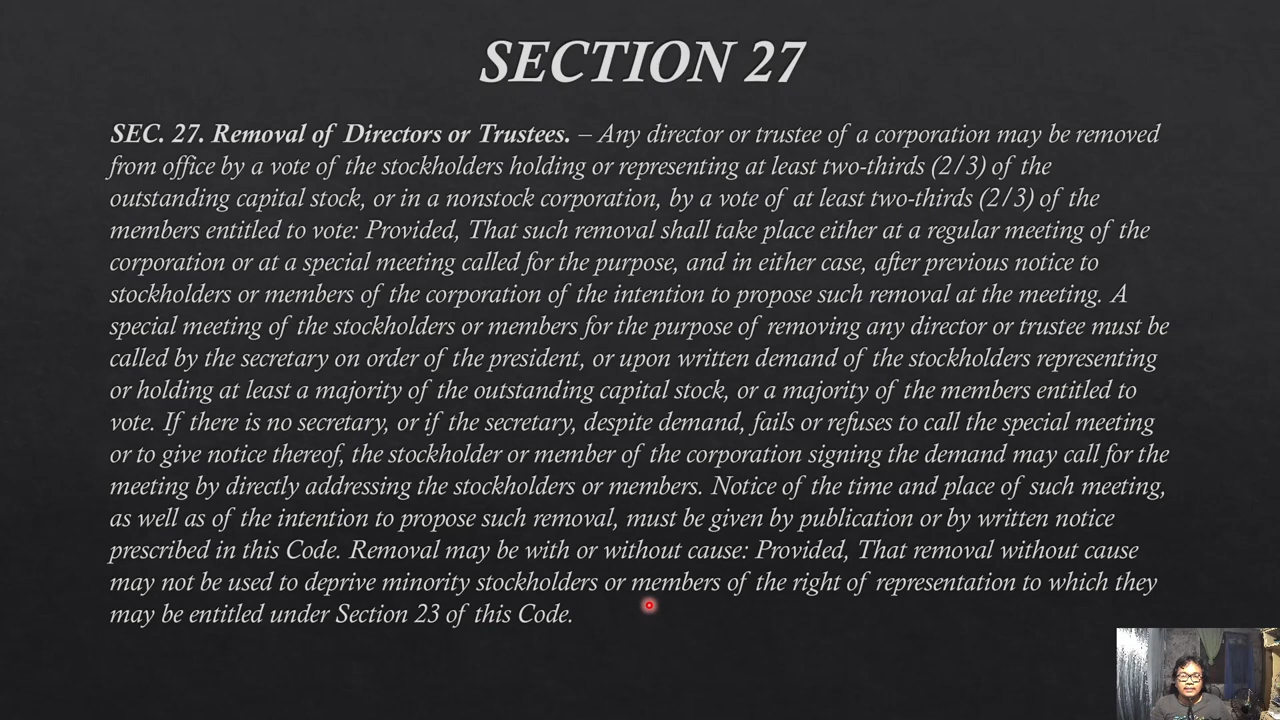 SECTION 27
SEC. 27. Removal of Directors or Trustees. – Any director or trustee of a corporation may be removed
from office by a vote of the stockholders holding or representing at least two-thirds (2/3) of the
outstanding capital stock, or in a nonstock corporation, by a vote of at least two-thirds (2/3) of the
members entitled to vote: Provided, That such removal shall take place either at a regular meeting of the
corporation or at a special meeting called for the purpose, and in either case, after previous notice to
stockholders or members of the corporation of the intention to propose such removal at the meeting. A
special meeting of the stockholders or members for the purpose of removing any director or trustee must be
called by the secretary on order of the president, or upon written demand of the stockholders representing
or holding at least a majority of the outstanding capital stock, or a majority of the members entitled to
vote. If there is no secretary, or if the secretary, despite demand, fails or refuses to call the special meeting
or to give notice thereof, the stockholder or member of the corporation signing the demand may call for the
meeting by directly addressing the stockholders or members. Notice of the time and place of such meeting,
as well as of the intention to propose such removal, must be given by publication or by written notice
prescribed in this Code. Removal may be with or without cause: Provided, That removal without cause
may not be used to deprive minority stockholders or members of the right of representation to which they
may be entitled under Section 23 of this Code.